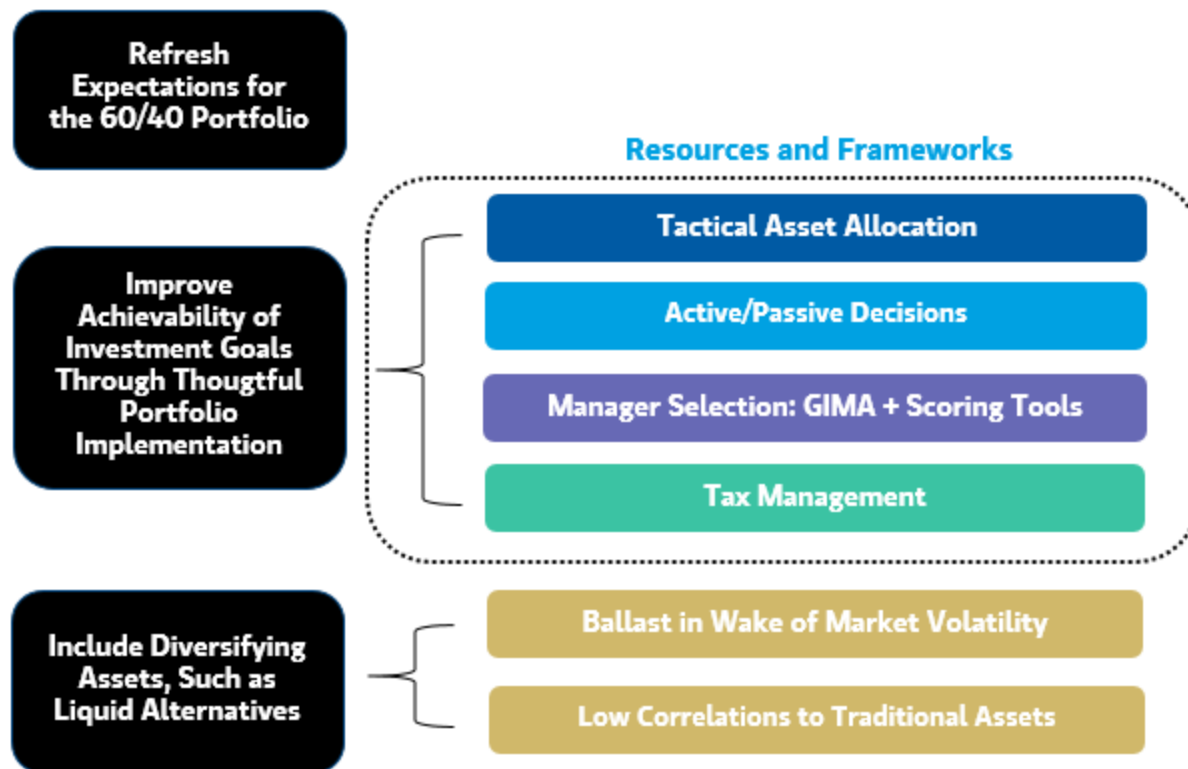 Refresh
Expectations for
the 60/40 Portfolio
Resources and Frameworks
Improve
Achievability of
Investment Goals
Through Thougtful
Portfolio
Implementation
Tactical Asset Allocation
Active/Passive Decisions
Manager Selection: GIMA + Scoring Tools
Tax Management
Include Diversifying
Assets, Such as
Liquid Alternatives
Ballast in Wake of Market Volatility
Low Correlations to Traditional Assets